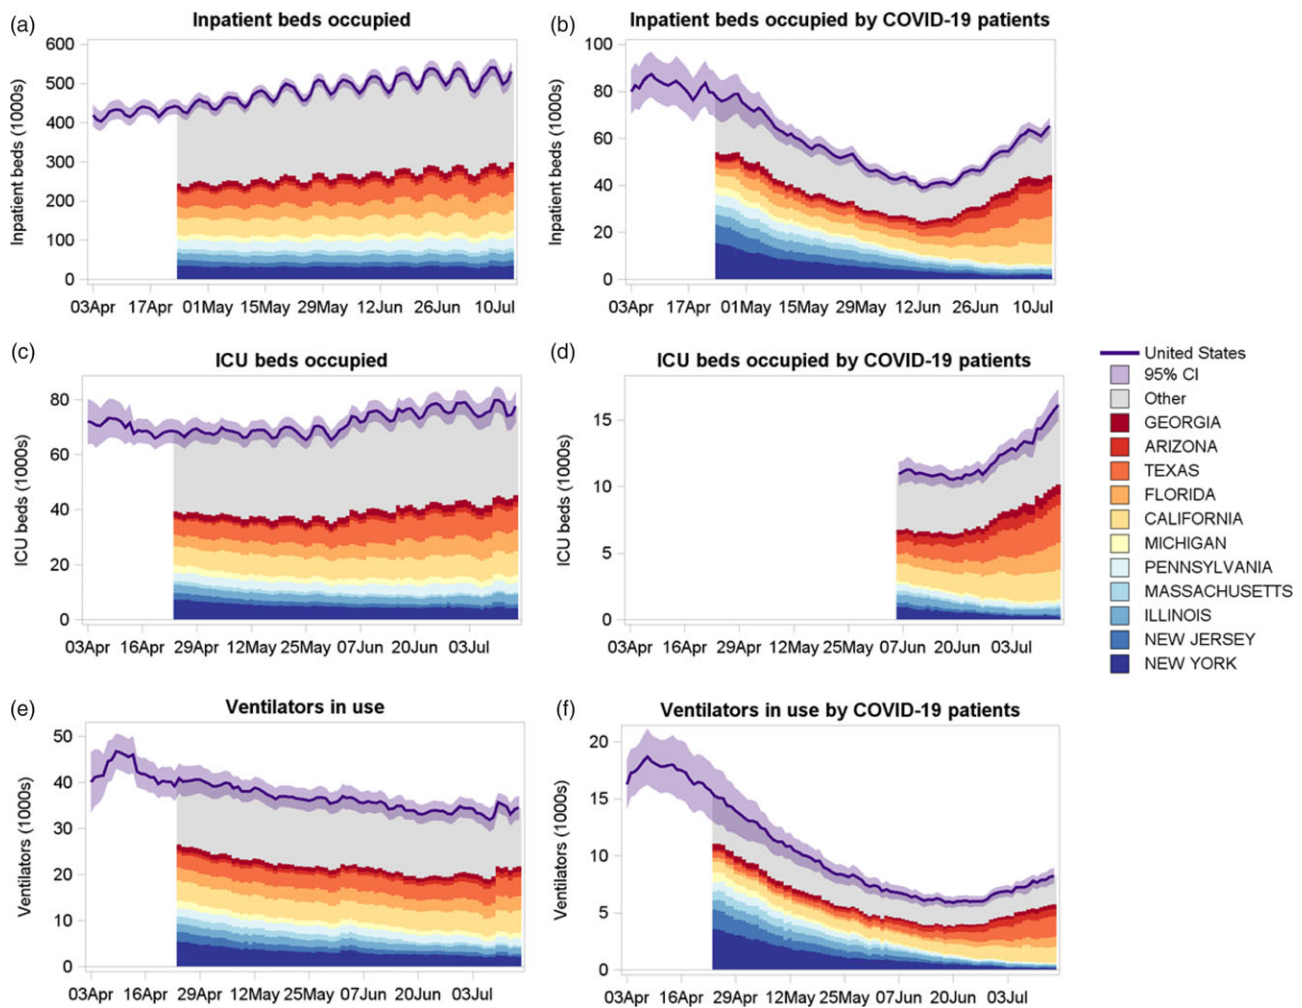 (a) Inpatient beds occupied
Inpatient beds (1000s)
600
500
400
300
200
100
0
03Apr 17Apr 01May 15May 29May 12Jun 26Jun 10Jul
(b) Inpatient beds occupied by COVID-19 patients
Inpatient beds (1000s)
100
80
60
40
20
0
03Apr 17Apr 01May 15May 29May 12Jun 26Jun 10Jul
(c) ICU beds occupied
ICU beds (1000s)
80
60
40
20
0
03Apr 16Apr 29Apr 12May 25May 07Jun 20Jun 03Jul
(d) ICU beds occupied by COVID-19 patients
ICU beds (1000s)
15
10
5
0
03Apr 16Apr 29Apr 12May 25May 07Jun 20Jun 03Jul
United States
95% CI
Other
GEORGIA
ARIZONA
TEXAS
FLORIDA
CALIFORNIA
MICHIGAN
PENNSYLVANIA
MASSACHUSETTS
ILLINOIS
NEW JERSEY
NEW YORK
(e) Ventilators in use
Ventilators (1000s)
50
40
30
20
10
0
03Apr 16Apr 29Apr 12May 25May 07Jun 20Jun 03Jul
(f) Ventilators in use by COVID-19 patients
Ventilators (1000s)
20
15
10
5
0
03Apr 16Apr 29Apr 12May 25May 07Jun 20Jun 03Jul